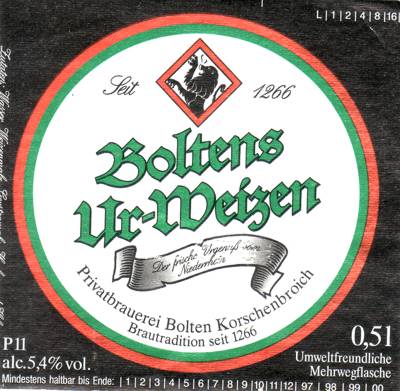 L | 1 | 2 | 4 | 8 | 16 |
Seit 1266
Boltens
Ur-Weizen
Der frische Urgenuß vom
Niederrhein
Privatbrauerei Bolten Korschenbroich
Brautradition seit 1266
P11
alc. 5,4% vol.
0,5l
Umweltfreundliche
Mehrwegflasche
Mindestens haltbar bis Ende: | 1 | 2 | 3 | 4 | 5 | 6 | 7 | 8 | 9 | 10 | 11 | 12 | 97 | 98 | 99 | 00